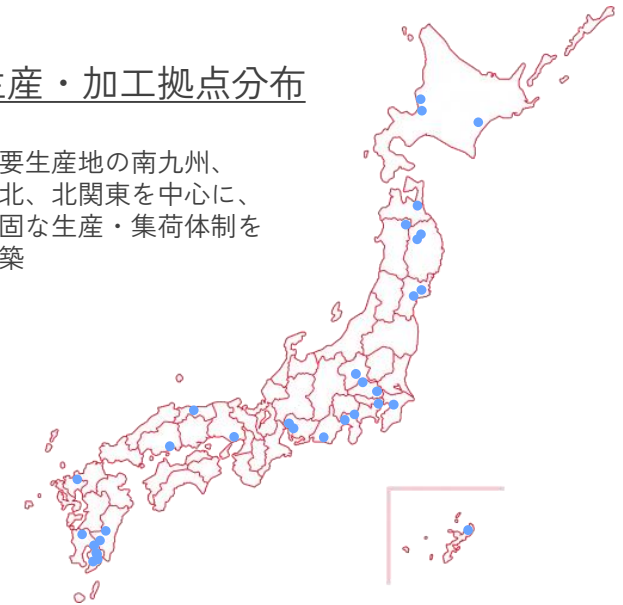 産・加工拠点分布
要生産地の南九州、
北、北関東を中心に、
固な生産・集荷体制を
築